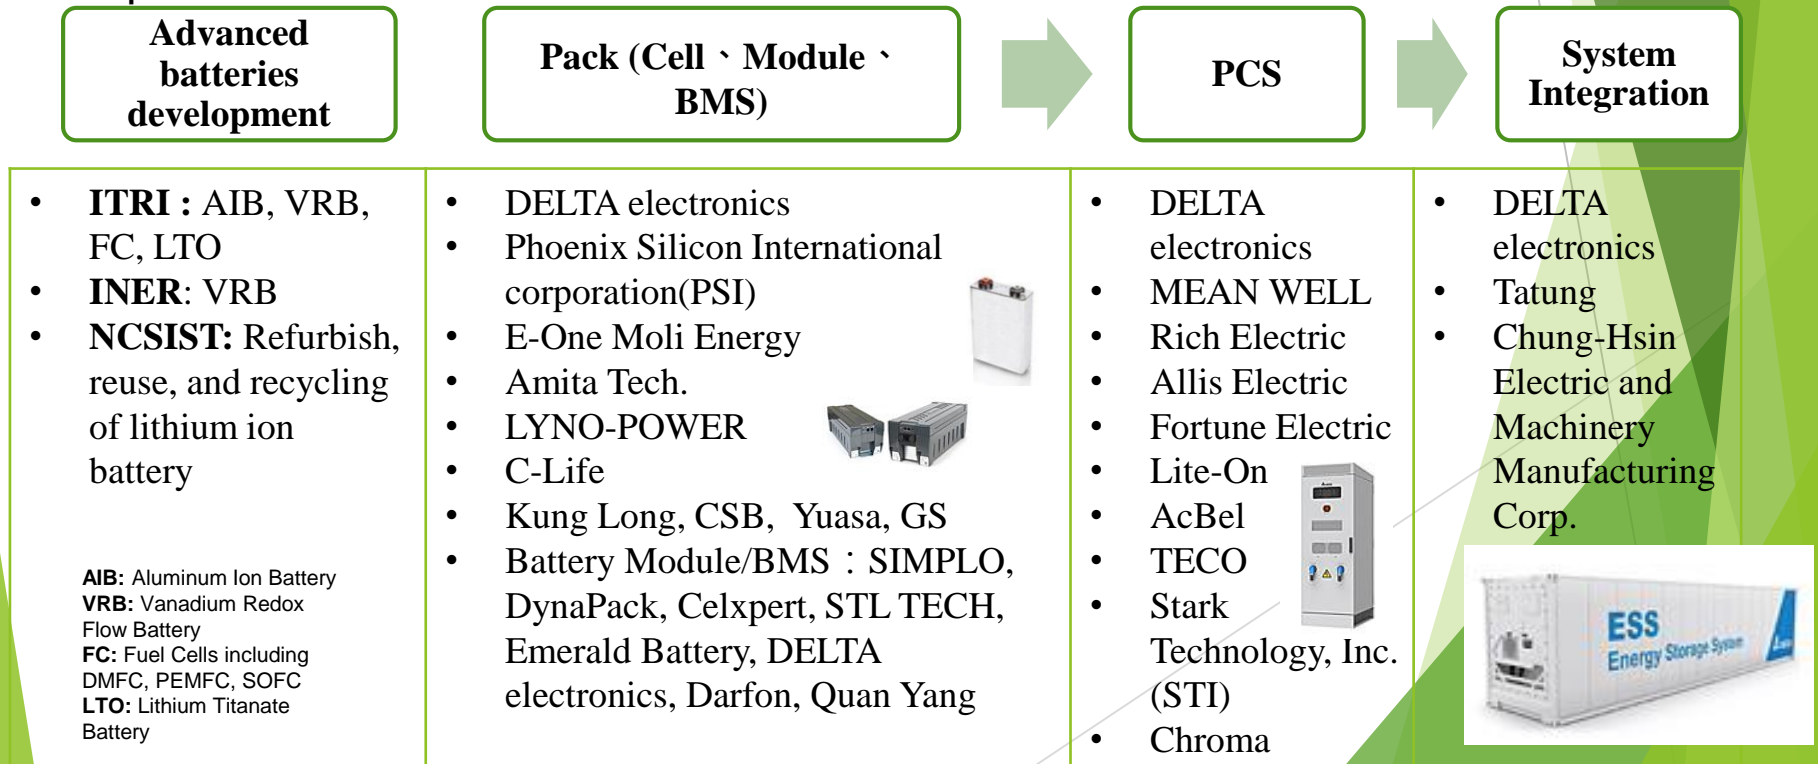 Advanced
batteries
development
Pack (Cell、Module、
BMS)
PCS
System
Integration
• ITRI : AIB, VRB,
FC, LTO
• INER: VRB
• NCSIST: Refurbish,
reuse, and recycling
of lithium ion
battery
AIB: Aluminum Ion Battery
VRB: Vanadium Redox
Flow Battery
FC: Fuel Cells including
DMFC, PEMFC, SOFC
LTO: Lithium Titanate
Battery
• DELTA electronics
• Phoenix Silicon International
corporation(PSI)
• E-One Moli Energy
• Amita Tech.
• LYNO-POWER
• C-Life
• Kung Long, CSB, Yuasa, GS
• Battery Module/BMS：SIMPLO,
DynaPack, Celxpert, STL TECH,
Emerald Battery, DELTA
electronics, Darfon, Quan Yang
• DELTA
electronics
• MEAN WELL
• Rich Electric
• Allis Electric
• Fortune Electric
• Lite-On
• AcBel
• TECO
• Stark
Technology, Inc.
(STI)
• Chroma
• DELTA
electronics
• Tatung
• Chung-Hsin
Electric and
Machinery
Manufacturing
Corp.
ESS
Energy Storage System